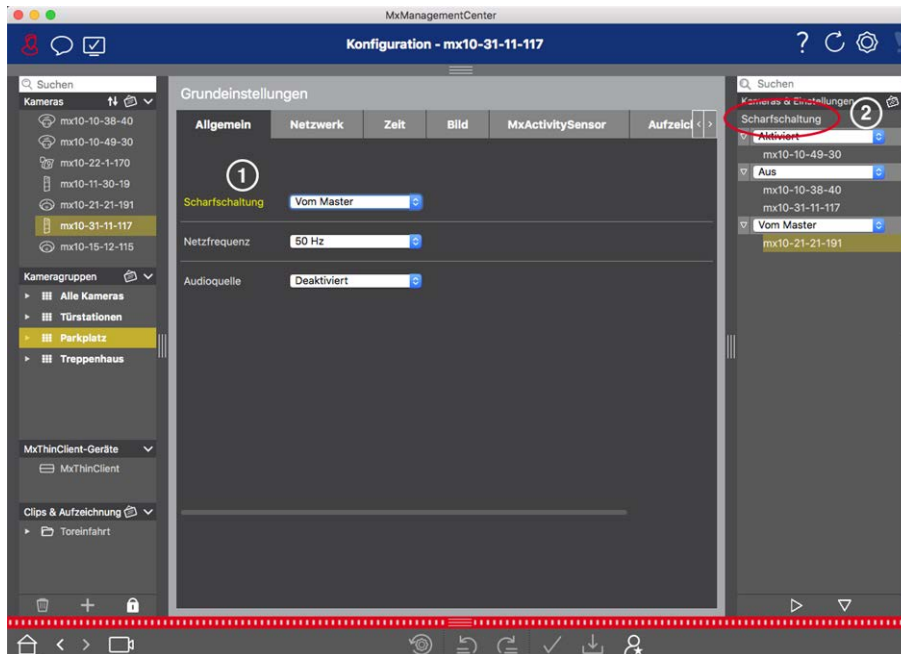 MxManagementCenter
Konfiguration - mx10-31-11-117
?
Suchen
Kameras
mx10-10-38-40
mx10-10-49-30
mx10-22-1-170
mx10-11-30-19
mx10-21-21-191
mx10-31-11-117
mx10-15-12-115
Kameragruppen
Alle Kameras
Türstationen
Parkplatz
Treppenhaus
MxThinClient-Geräte
MxThinClient
Clips & Aufzeichnung
Toreinfahrt
Grundeinstellungen
Allgemein Netzwerk Zeit Bild MxActivitySensor Aufzeicl
1
Scharfschaltung Vom Master
Netzfrequenz 50 Hz
Audioquelle Deaktiviert
Suchen
Kameras & Einstellungen
2
Scharfschaltung
Aktiviert
mx10-10-49-30
Aus
mx10-10-38-40
mx10-31-11-117
Vom Master
mx10-21-21-191